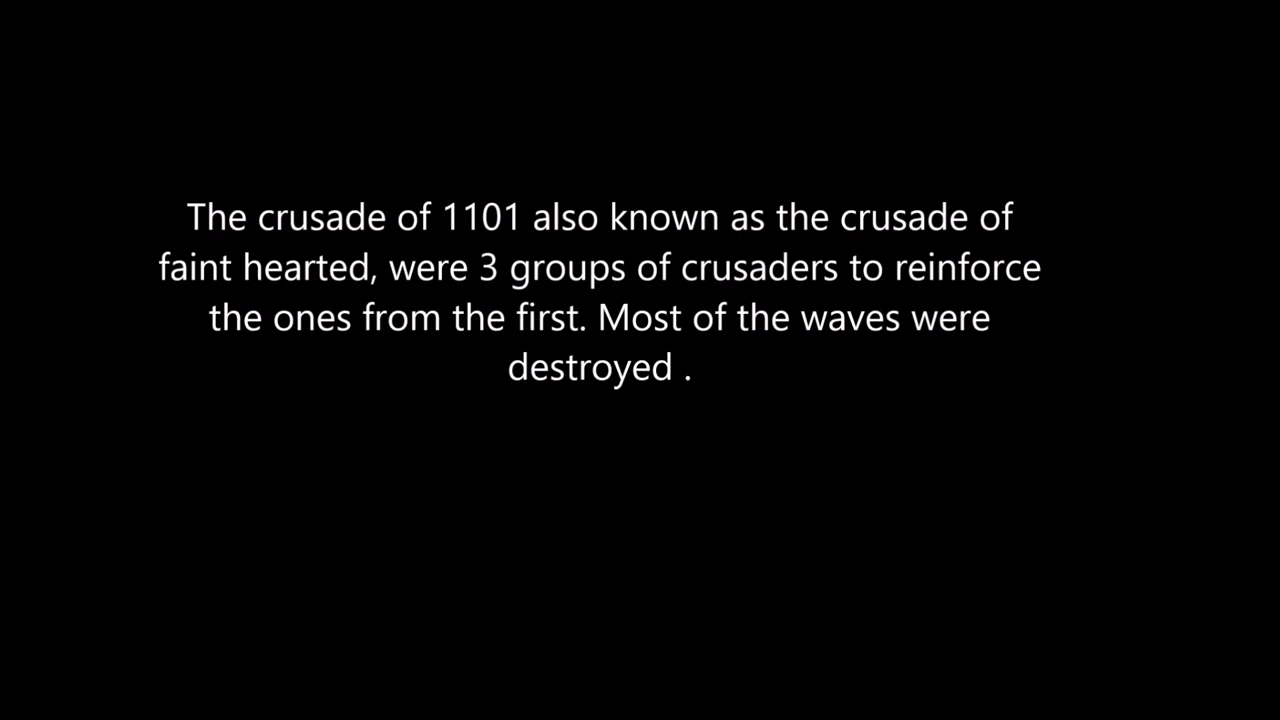 The crusade of 1101 also known as the crusade of
faint hearted, were 3 groups of crusaders to reinforce
the ones from the first. Most of the waves were
destroyed .